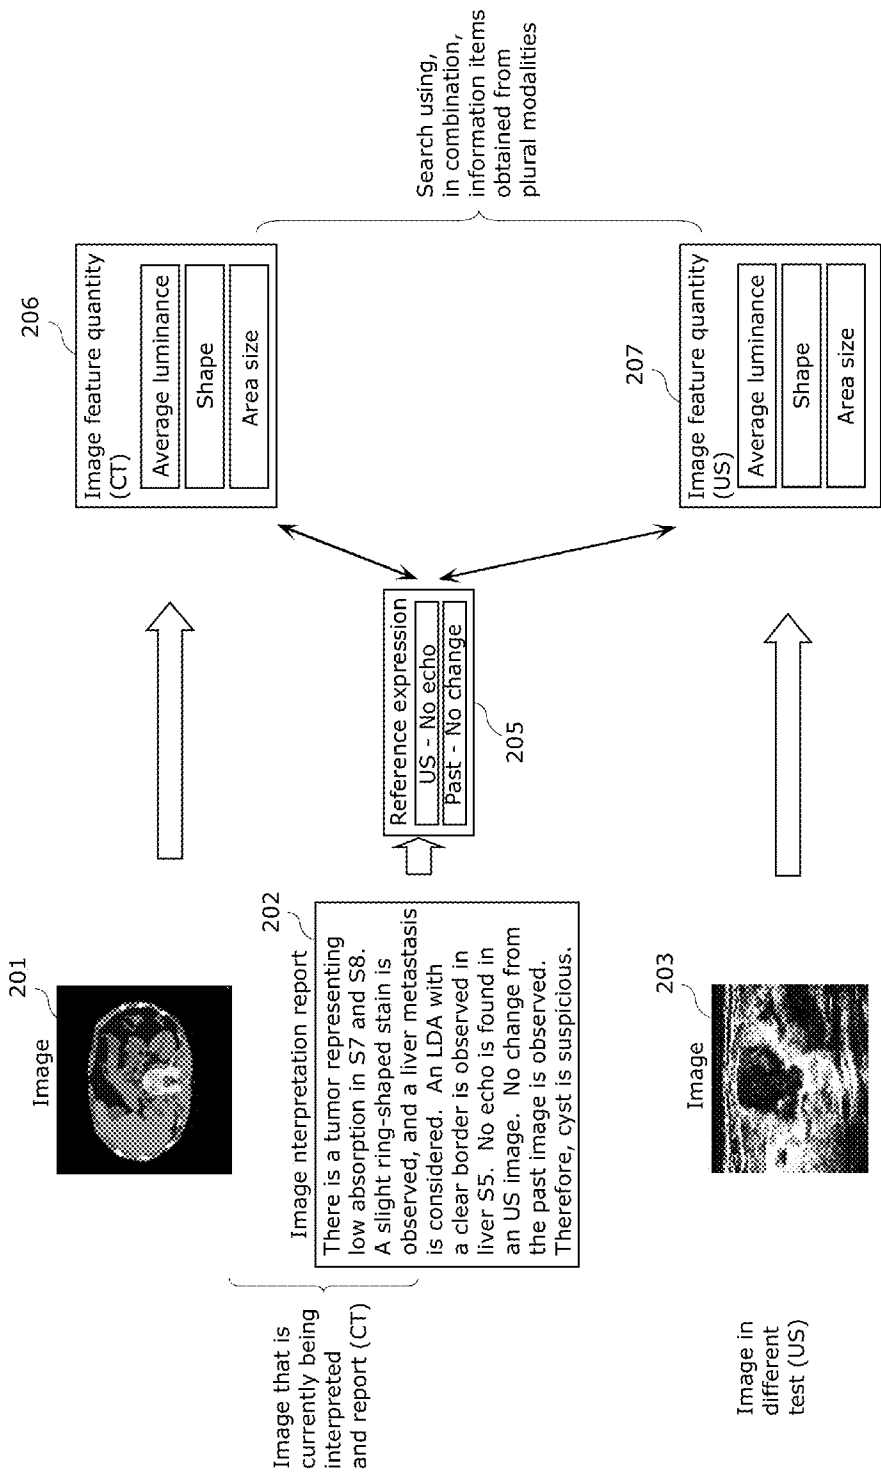 Image that is
currently being
interpreted
and report (CT)
Image
201
Image nterpretation report
202
There is a tumor representing
low absorption in S7 and S8.
A slight ring-shaped stain is
observed, and a liver metastasis
is considered. An LDA with
a clear border is observed in
liver S5. No echo is found in
an US image. No change from
the past image is observed.
Therefore, cyst is suspicious.
Image in
different
test (US)
Image
203
Reference expression
US - No echo
Past - No change
205
206
Image feature quantity
(CT)
Average luminance
Shape
Area size
207
Image feature quantity
(US)
Average luminance
Shape
Area size
Search using,
in combination,
information items
obtained from
plural modalities